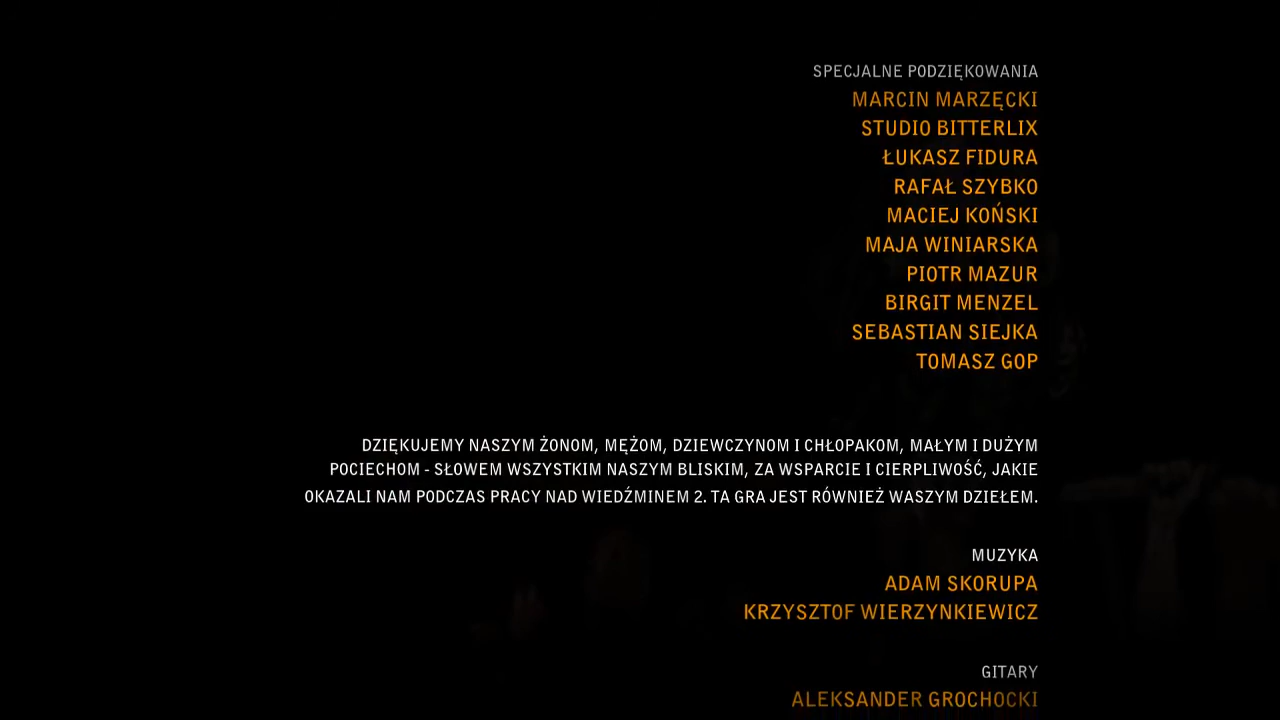 SPECJALNE PODZIĘKOWANIA
MARCIN MARZĘCKI
STUDIO BITTERLIX
ŁUKASZ FIDURA
RAFAŁ SZYBKO
MACIEJ KOŃSKI
MAJA WINIARSKA
PIOTR MAZUR
BIRGIT MENZEL
SEBASTIAN SIEJKA
TOMASZ GOP
DZIĘKUJEMY NASZYM ŻONOM, MĘŻOM, DZIEWCZYNOM I CHŁOPAKOM, MAŁYM I DUŻYM
POCIECHOM - SŁOWEM WSZYSTKIM NASZYM BLISKIM, ZA WSPARCIE I CIERPLIWOŚĆ, JAKIE
OKAZALI NAM PODCZAS PRACY NAD WIEDŹMINEM 2. TA GRA JEST RÓWNIEŻ WASZYM DZIEŁEM.
MUZYKA
ADAM SKORUPA
KRZYSZTOF WIERZYNKIEWICZ
GITARY
ALEKSANDER GROCHOCKI